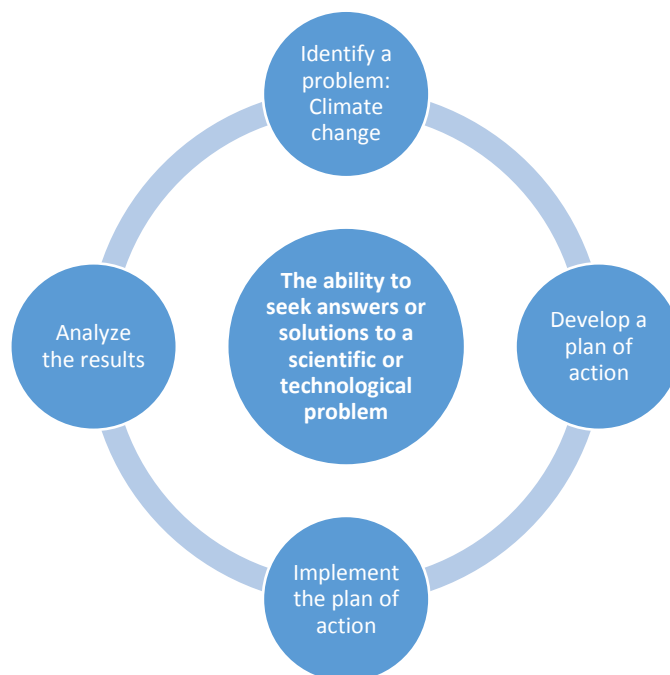 Identify a
problem:
Climate
change
The ability to
seek answers or
solutions to a
scientific or
technological
problem
Analyze
the results
Develop a
plan of
action
Implement
the plan of
action